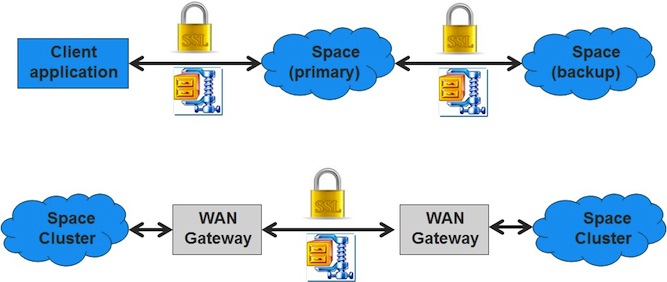 SSL
SSL
Client
application
Space
(primary)
Space
(backup)
SSL
Space
Cluster
WAN
Gateway
WAN
Gateway
Space
Cluster